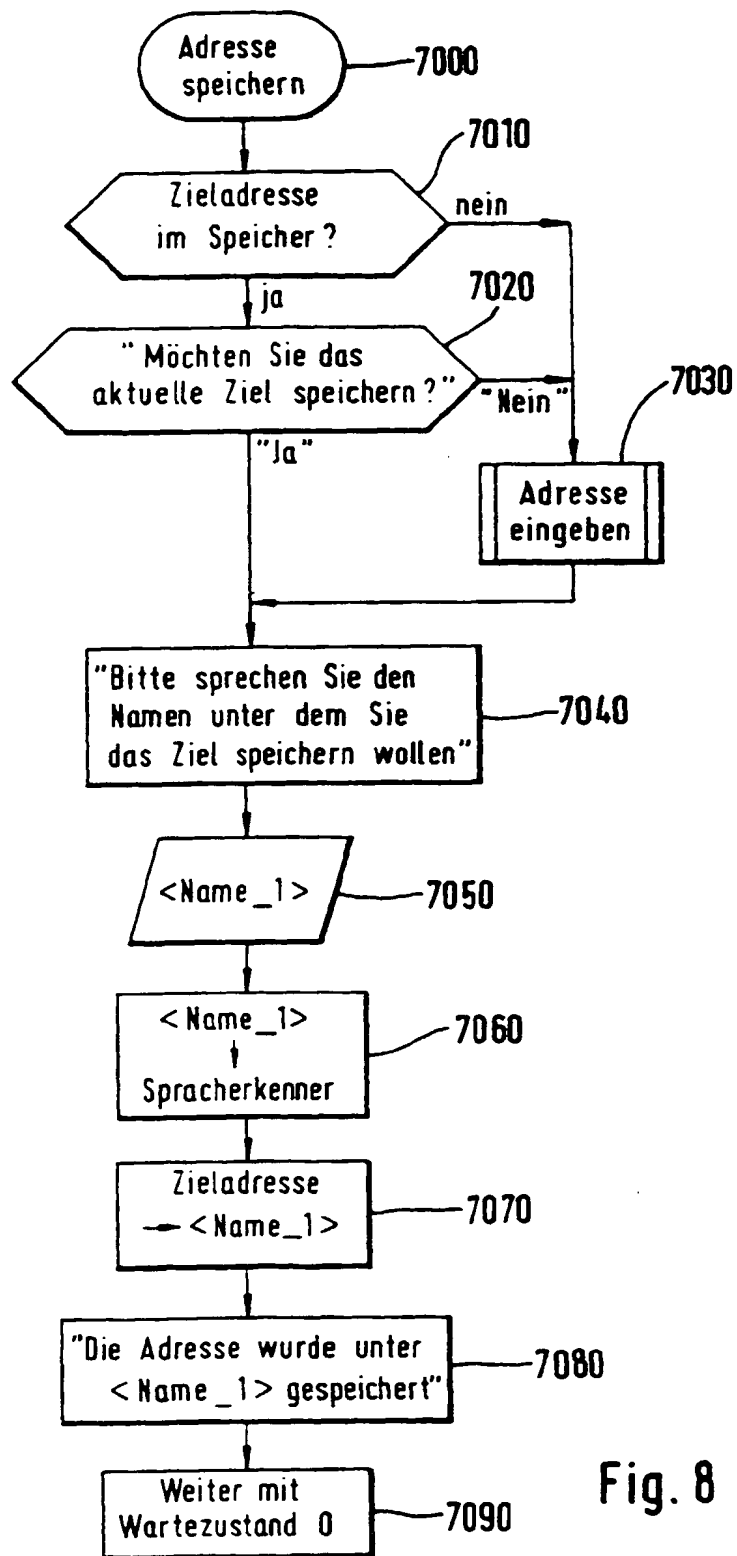 Adresse
speichern
7000
7010
Zieladresse
im Speicher?
nein
ja
7020
"Möchten Sie das
aktuelle Ziel speichern?"
"Nein"
7030
"Ja"
Adresse
eingeben
"Bitte sprechen Sie den
Namen unter dem Sie
das Ziel speichern wollen"
7040
<Name_1>
7050
<Name_1>
Spracherkenner
7060
Zieladresse
→ <Name_1>
7070
"Die Adresse wurde unter
<Name_1> gespeichert"
7080
Weiter mit
Wartezustand 0
7090
Fig. 8